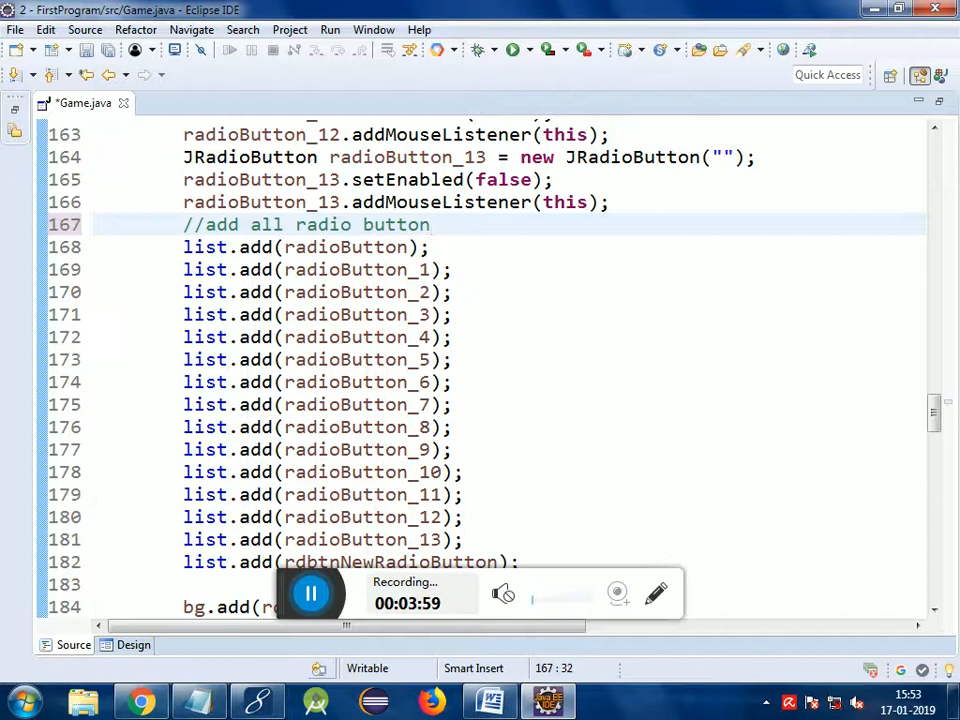 2 - FirstProgram/src/Game.java - Eclipse IDE
File Edit Source Refactor Navigate Search Project Run Window Help
Quick Access
*Game.java
163 radioButton_12.addMouseListener(this);
164 JRadioButton radioButton_13 = new JRadioButton("");
165 radioButton_13.setEnabled(false);
166 radioButton_13.addMouseListener(this);
167 //add all radio button
168 list.add(radioButton);
169 list.add(radioButton_1);
170 list.add(radioButton_2);
171 list.add(radioButton_3);
172 list.add(radioButton_4);
173 list.add(radioButton_5);
174 list.add(radioButton_6);
175 list.add(radioButton_7);
176 list.add(radioButton_8);
177 list.add(radioButton_9);
178 list.add(radioButton_10);
179 list.add(radioButton_11);
180 list.add(radioButton_12);
181 list.add(radioButton_13);
182 list.add(rdbtnNewRadioButton);
183
184 bg.add(
Recording...
00:03:59
Source Design
Writable Smart Insert 167 : 32
15:53
17-01-2019